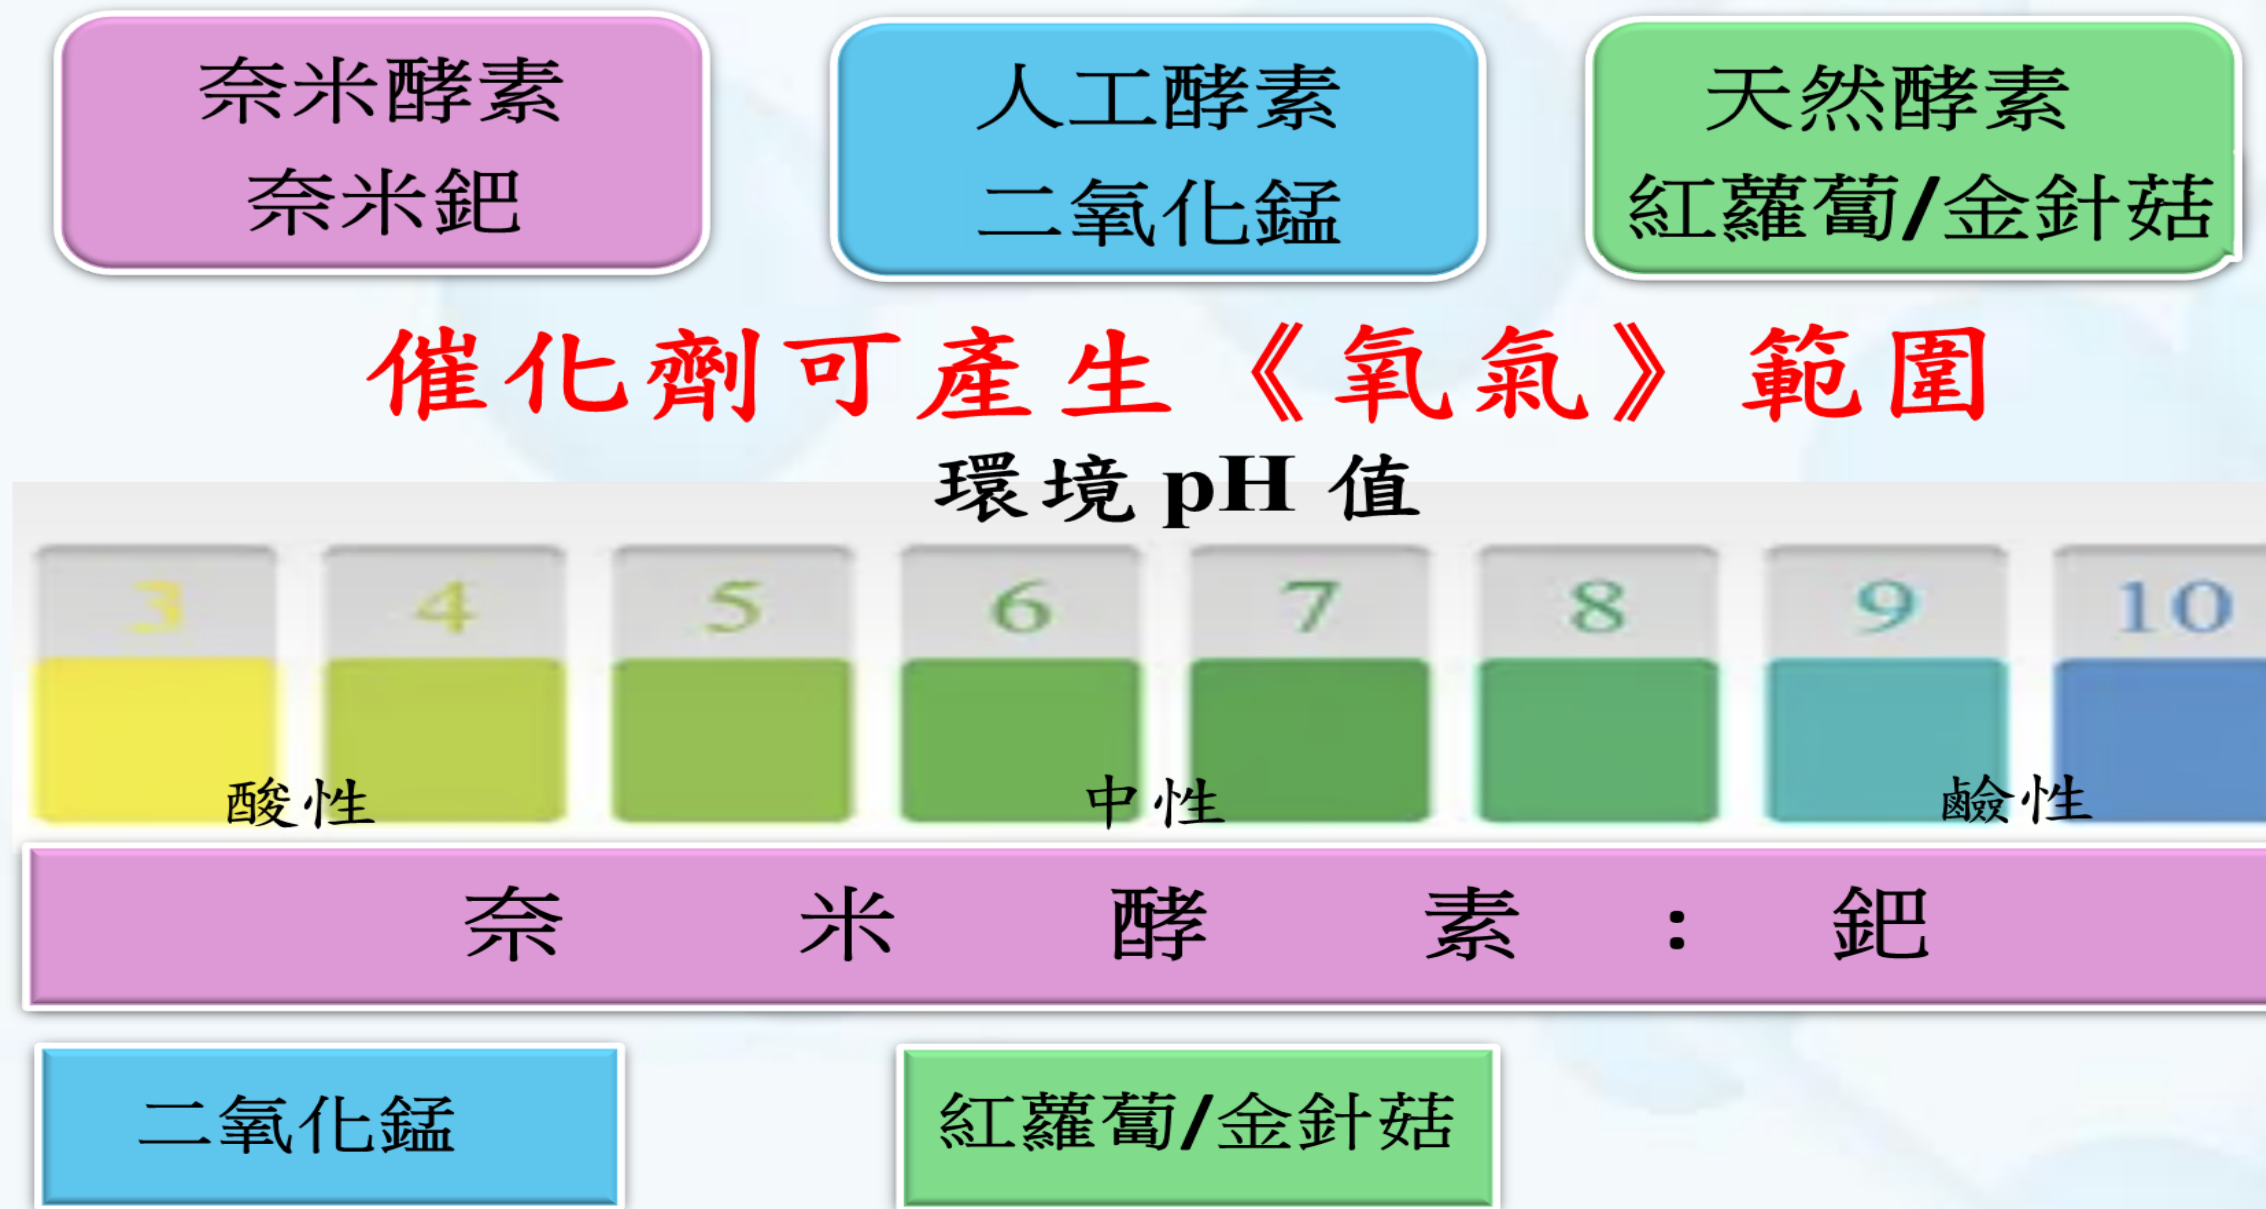 奈米酵素
奈米鈀
人工酵素
二氧化錳
天然酵素
紅蘿蔔/金針菇
催化劑可產生《氧氣》範圍
環境 pH 值
3 4 5 6 7 8 9 10
酸性 中性 鹼性
奈米酵素：鈀
二氧化錳
紅蘿蔔/金針菇